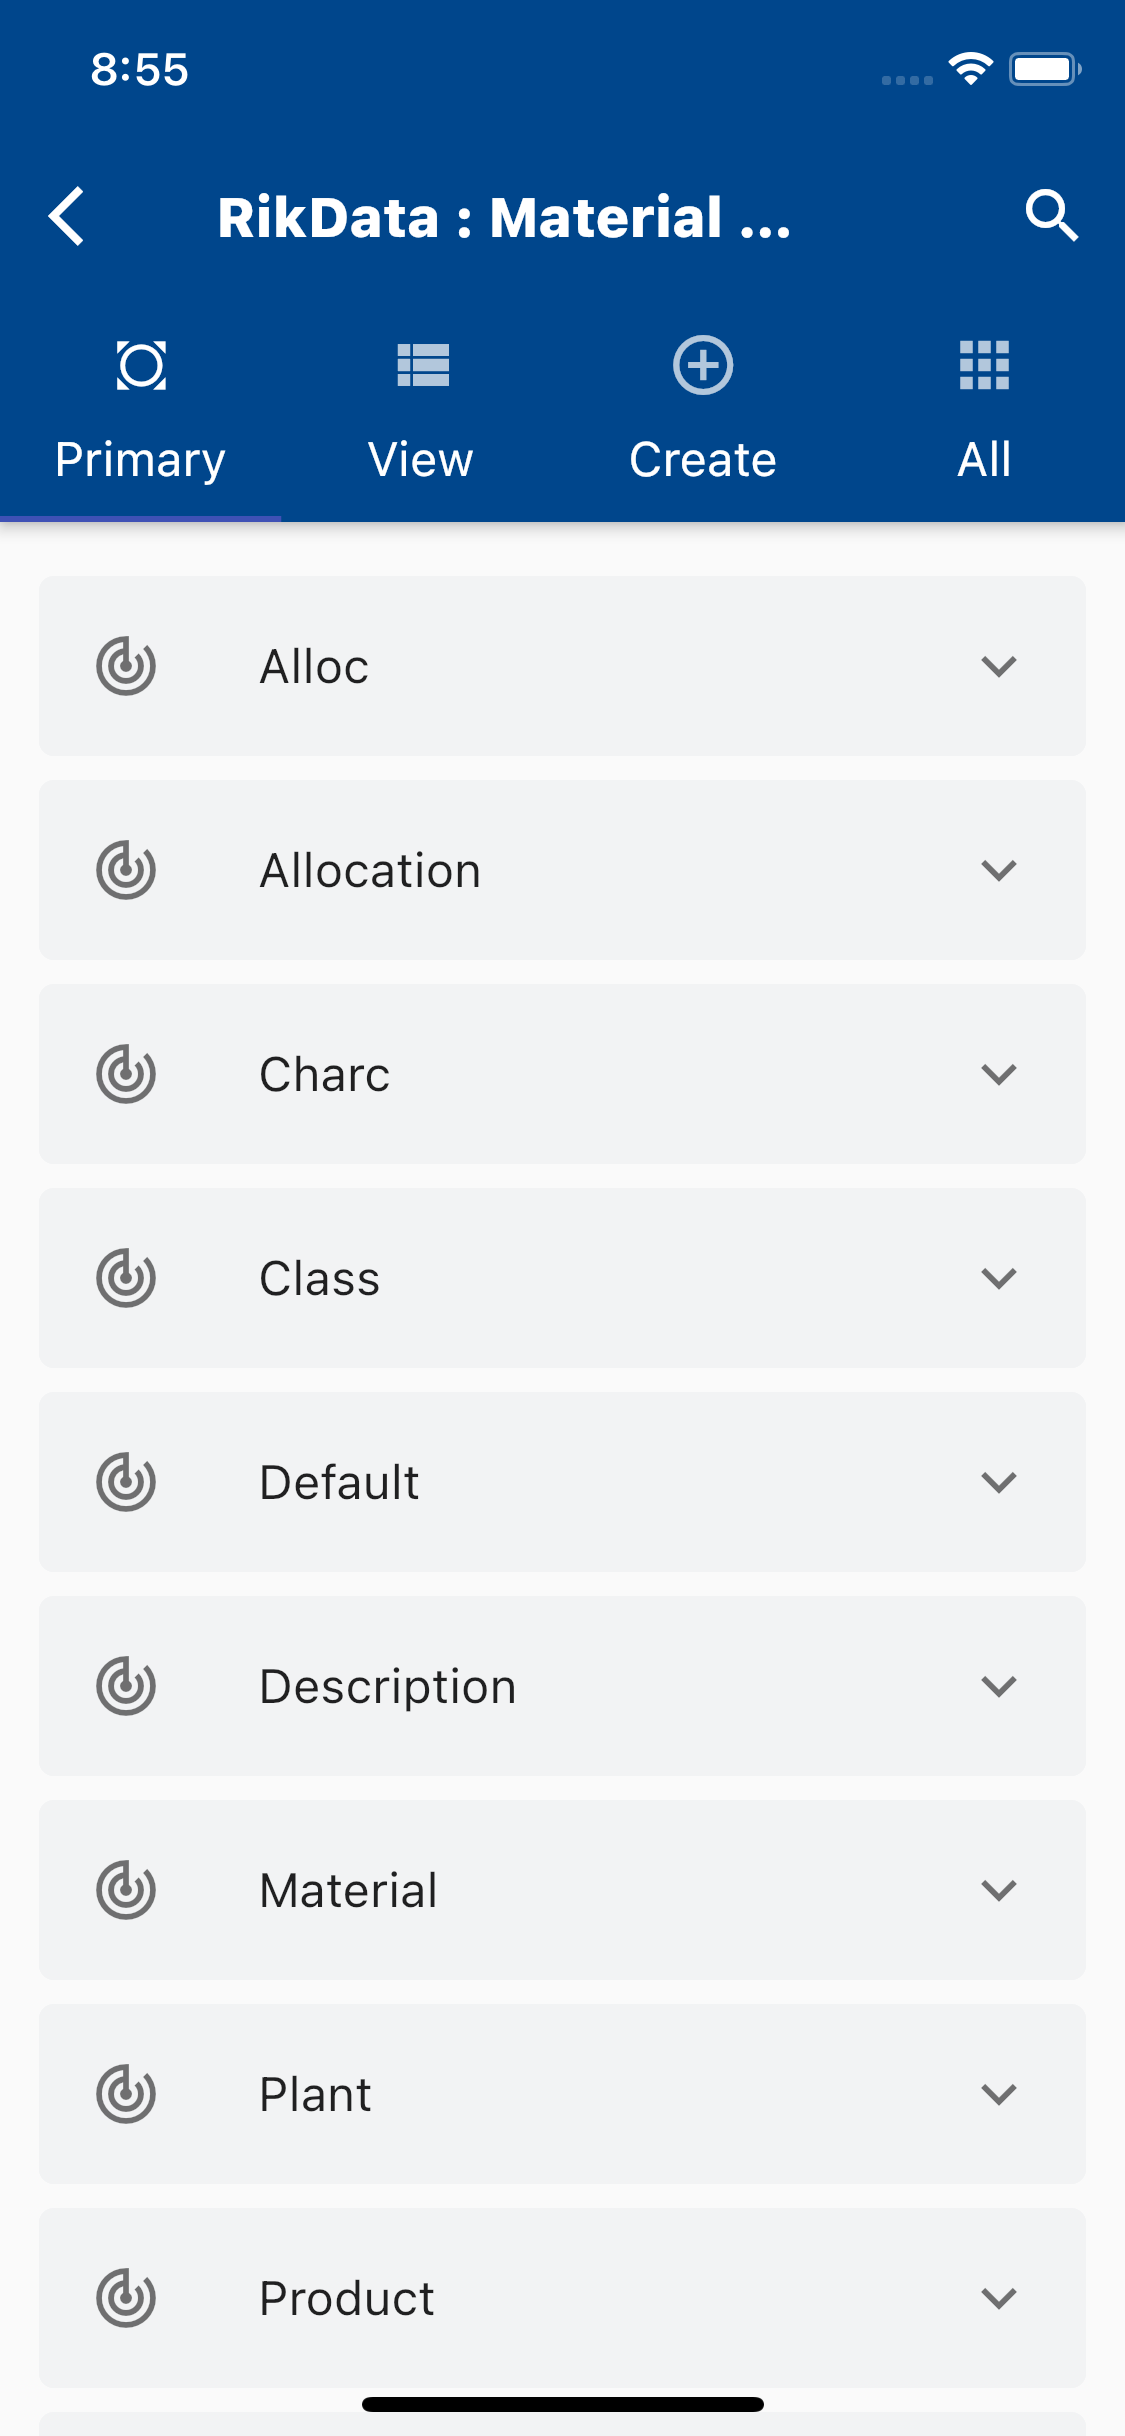 8:55
RikData : Material ...
Primary View Create All
Alloc
Allocation
Charc
Class
Default
Description
Material
Plant
Product